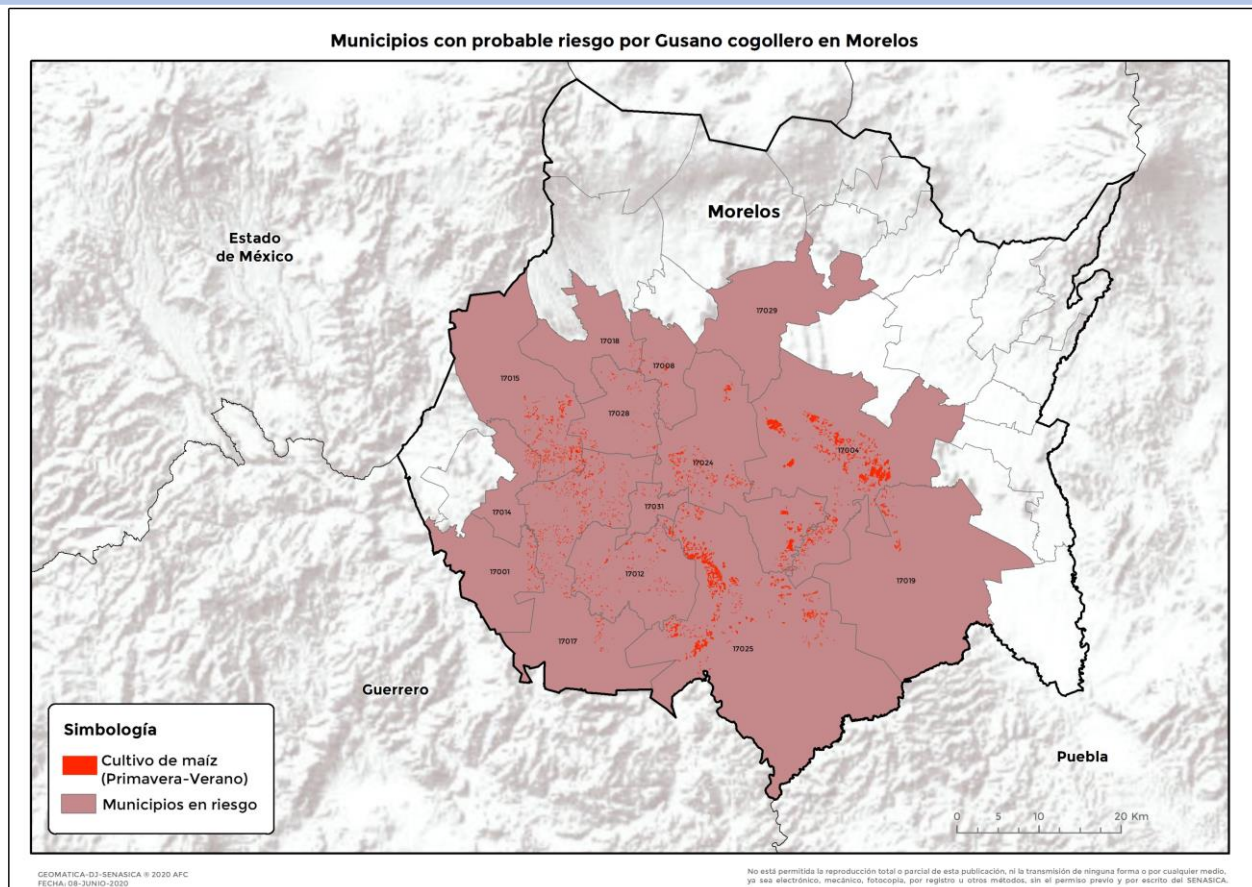 Municipios con probable riesgo por Gusano cogollero en Morelos
Morelos
Estado
de México
17029
17018
17008
17015
17028
17004
17024
17014
17031
17001
17012
17019
17017
17025
Guerrero
Puebla
Simbología
Cultivo de maíz
(Primavera-Verano)
Municipios en riesgo
0 5 10 20 Km
GEOMATICA-DJ-SENASICA ® 2020 AFC
FECHA: 08-JUNIO-2020
No está permitida la reproducción total o parcial de esta publicación, ni la transmisión de ninguna forma o por cualquier medio,
ya sea electrónico, mecánico, fotocopia, por registro u otros métodos, sin el permiso previo y por escrito del SENASICA.